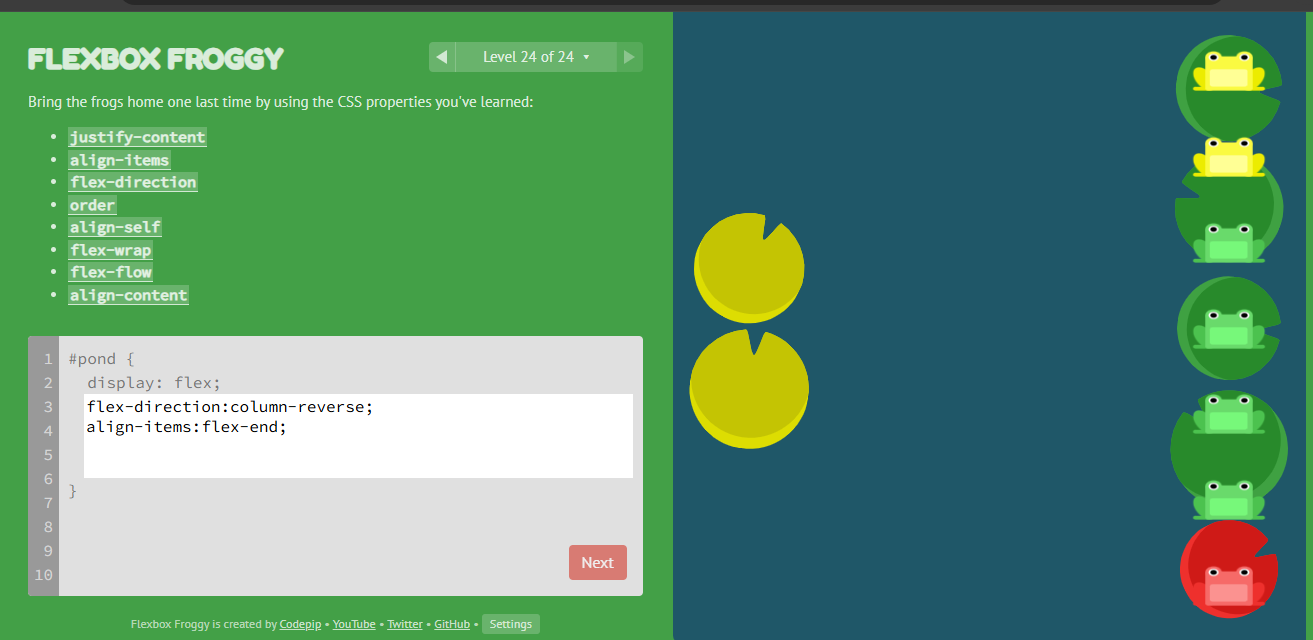 FLEXBOX FROGGY
Level 24 of 24
Bring the frogs home one last time by using the CSS properties you've learned:
justify-content
align-items
flex-direction
order
align-self
flex-wrap
flex-flow
align-content
1 #pond {
2 display: flex;
3 flex-direction:column-reverse;
4 align-items:flex-end;
5
6
7 }
8
9
10
Next
Flexbox Froggy is created by Codepip • YouTube • Twitter • GitHub • Settings